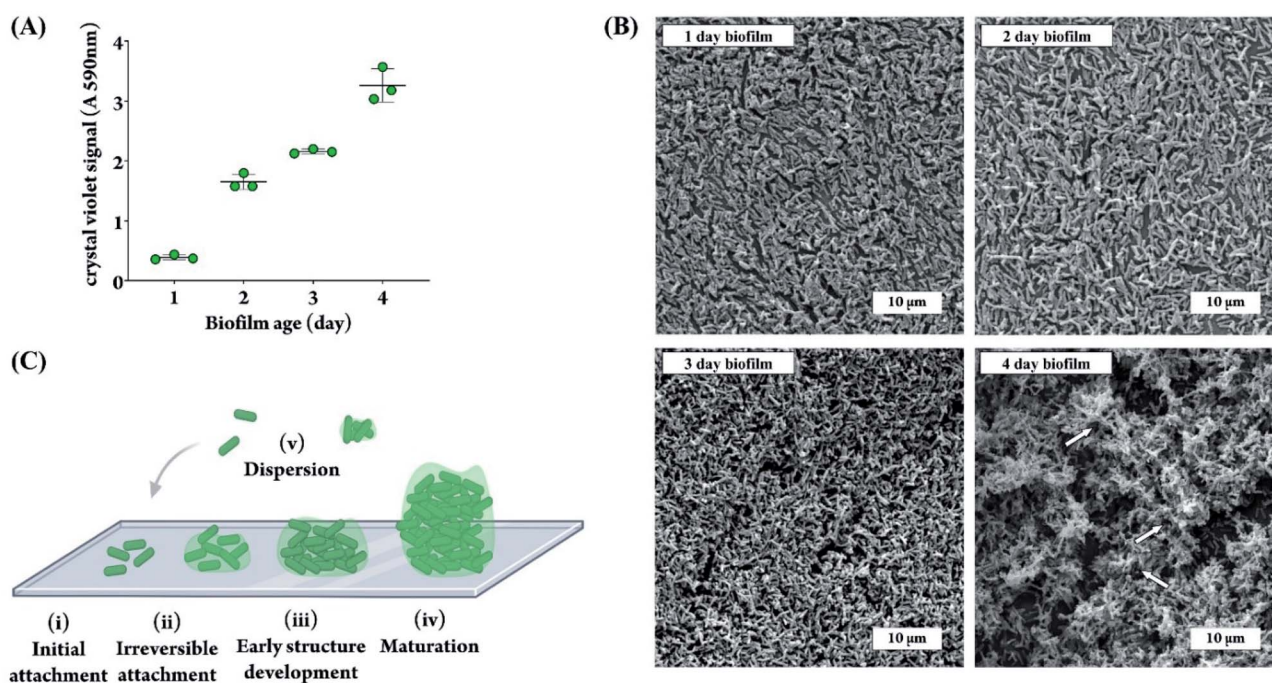 (A)
4
3
2
1
0
crystal violet signal (A 590nm)
1 2 3 4
Biofilm age (day)
(B)
1 day biofilm
10 µm
2 day biofilm
10 µm
3 day biofilm
10 µm
4 day biofilm
10 µm
(C)
(v)
Dispersion
(i)
Initial
attachment
(ii)
Irreversible
attachment
(iii)
Early structure
development
(iv)
Maturation